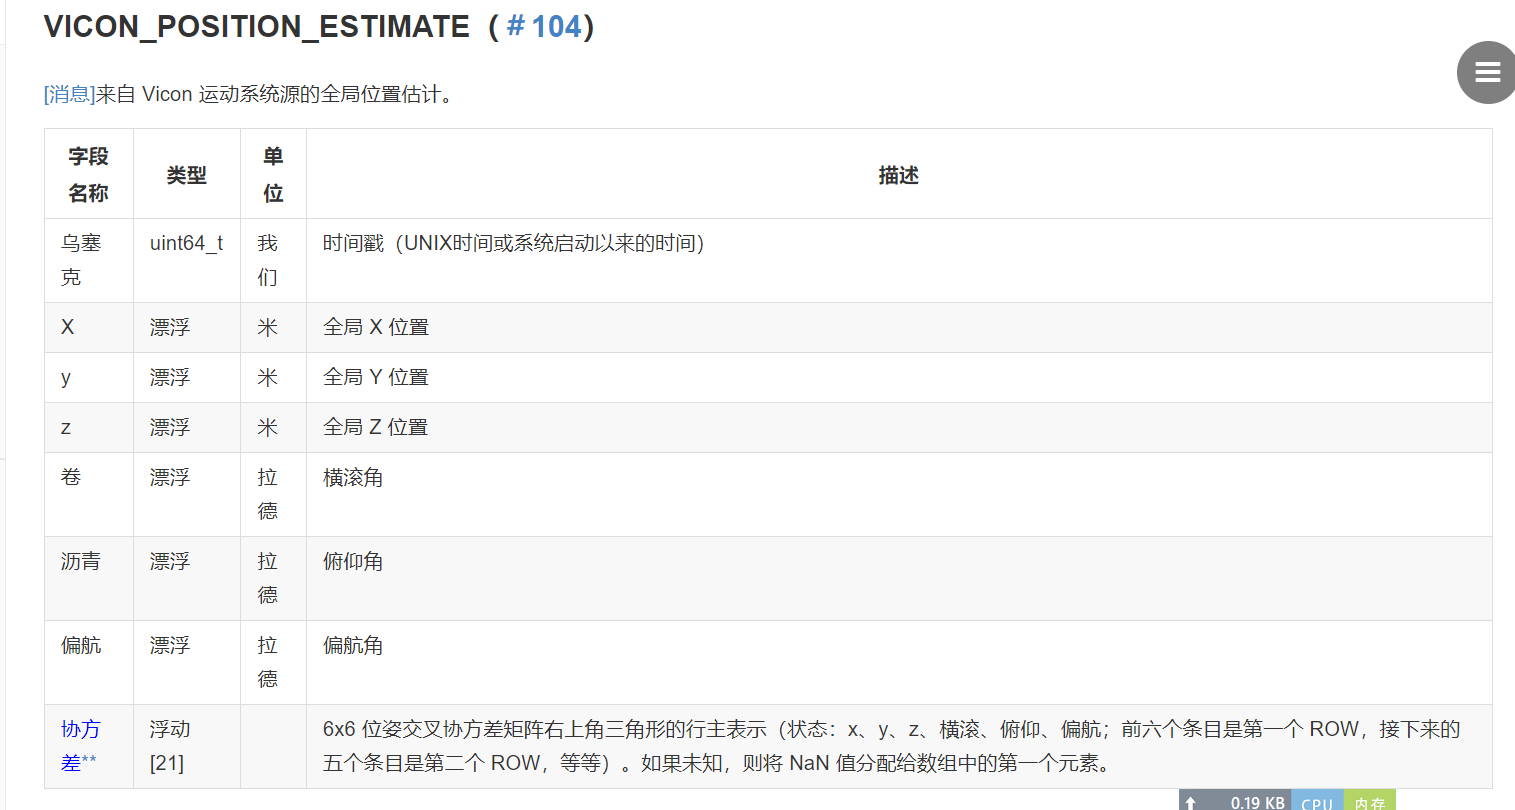 VICON_POSITION_ESTIMATE（＃104）
[消息]来自 Vicon 运动系统源的全局位置估计。
字段名称 类型 单位 描述
乌塞克 uint64_t 我们 时间戳（UNIX时间或系统启动以来的时间）
X 漂浮 米 全局 X 位置
y 漂浮 米 全局 Y 位置
z 漂浮 米 全局 Z 位置
卷 漂浮 拉德 横滚角
沥青 漂浮 拉德 俯仰角
偏航 漂浮 拉德 偏航角
协方 浮动 6x6 位姿交叉协方差矩阵右上角三角形的行主表示（状态：x、y、z、横滚、俯仰、偏航；前六个条目是第一个 ROW，接下来的
差** [21] 五个条目是第二个 ROW，等等）。如果未知，则将 NaN 值分配给数组中的第一个元素。
0.19 KB CPU 内存